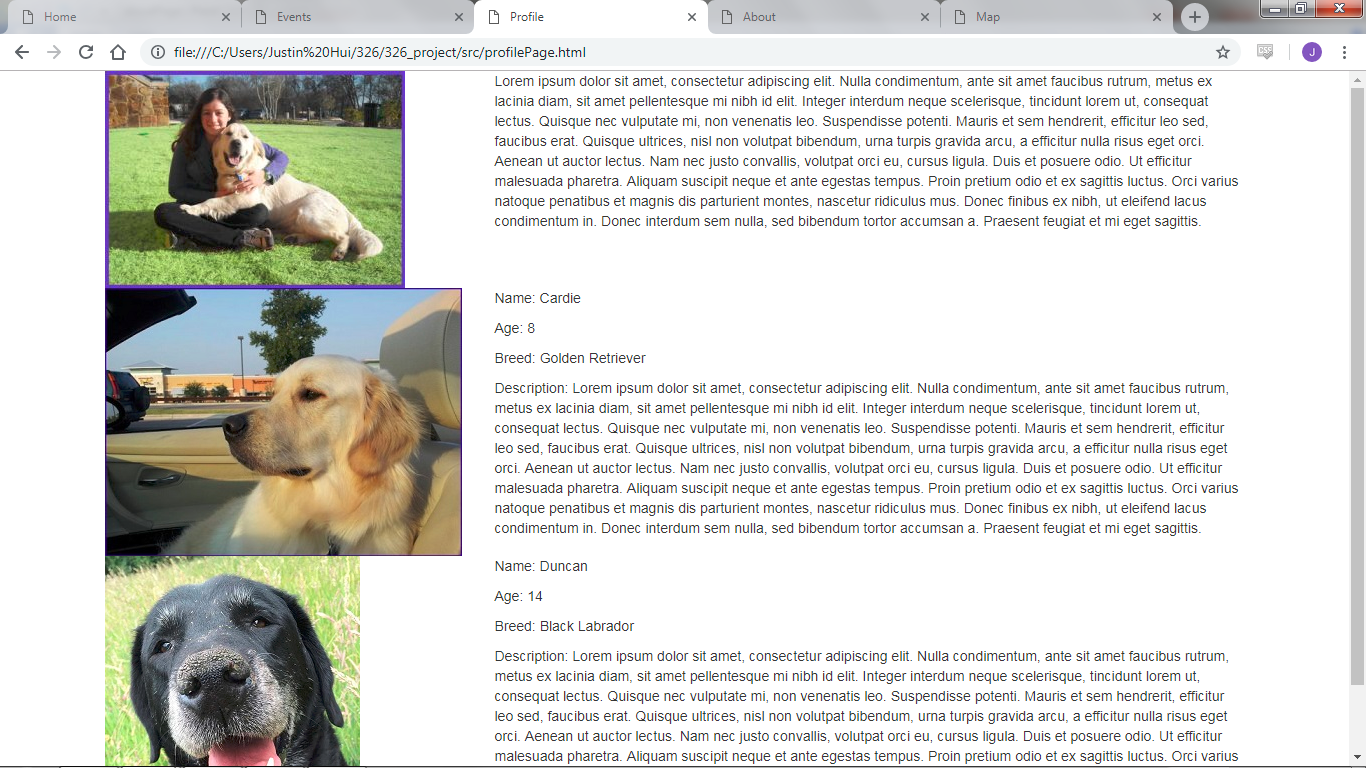 Home
Events
Profile
About
Map
file:///C:/Users/Justin%20Hui/326/326_project/src/profilePage.html
CSS
J
Lorem ipsum dolor sit amet, consectetur adipiscing elit. Nulla condimentum, ante sit amet faucibus rutrum, metus ex
lacinia diam, sit amet pellentesque mi nibh id elit. Integer interdum neque scelerisque, tincidunt lorem ut, consequat
lectus. Quisque nec vulputate mi, non venenatis leo. Suspendisse potenti. Mauris et sem hendrerit, efficitur leo sed,
faucibus erat. Quisque ultrices, nisl non volutpat bibendum, urna turpis gravida arcu, a efficitur nulla risus eget orci.
Aenean ut auctor lectus. Nam nec justo convallis, volutpat orci eu, cursus ligula. Duis et posuere odio. Ut efficitur
malesuada pharetra. Aliquam suscipit neque et ante egestas tempus. Proin pretium odio et ex sagittis luctus. Orci varius
natoque penatibus et magnis dis parturient montes, nascetur ridiculus mus. Donec finibus ex nibh, ut eleifend lacus
condimentum in. Donec interdum sem nulla, sed bibendum tortor accumsan a. Praesent feugiat et mi eget sagittis.
Name: Cardie
Age: 8
Breed: Golden Retriever
Description: Lorem ipsum dolor sit amet, consectetur adipiscing elit. Nulla condimentum, ante sit amet faucibus rutrum,
metus ex lacinia diam, sit amet pellentesque mi nibh id elit. Integer interdum neque scelerisque, tincidunt lorem ut,
consequat lectus. Quisque nec vulputate mi, non venenatis leo. Suspendisse potenti. Mauris et sem hendrerit, efficitur
leo sed, faucibus erat. Quisque ultrices, nisl non volutpat bibendum, urna turpis gravida arcu, a efficitur nulla risus eget
orci. Aenean ut auctor lectus. Nam nec justo convallis, volutpat orci eu, cursus ligula. Duis et posuere odio. Ut efficitur
malesuada pharetra. Aliquam suscipit neque et ante egestas tempus. Proin pretium odio et ex sagittis luctus. Orci varius
natoque penatibus et magnis dis parturient montes, nascetur ridiculus mus. Donec finibus ex nibh, ut eleifend lacus
condimentum in. Donec interdum sem nulla, sed bibendum tortor accumsan a. Praesent feugiat et mi eget sagittis.
Name: Duncan
Age: 14
Breed: Black Labrador
Description: Lorem ipsum dolor sit amet, consectetur adipiscing elit. Nulla condimentum, ante sit amet faucibus rutrum,
metus ex lacinia diam, sit amet pellentesque mi nibh id elit. Integer interdum neque scelerisque, tincidunt lorem ut,
consequat lectus. Quisque nec vulputate mi, non venenatis leo. Suspendisse potenti. Mauris et sem hendrerit, efficitur
leo sed, faucibus erat. Quisque ultrices, nisl non volutpat bibendum, urna turpis gravida arcu, a efficitur nulla risus eget
orci. Aenean ut auctor lectus. Nam nec justo convallis, volutpat orci eu, cursus ligula. Duis et posuere odio. Ut efficitur
malesuada pharetra. Aliquam suscipit neque et ante egestas tempus. Proin pretium odio et ex sagittis luctus. Orci varius